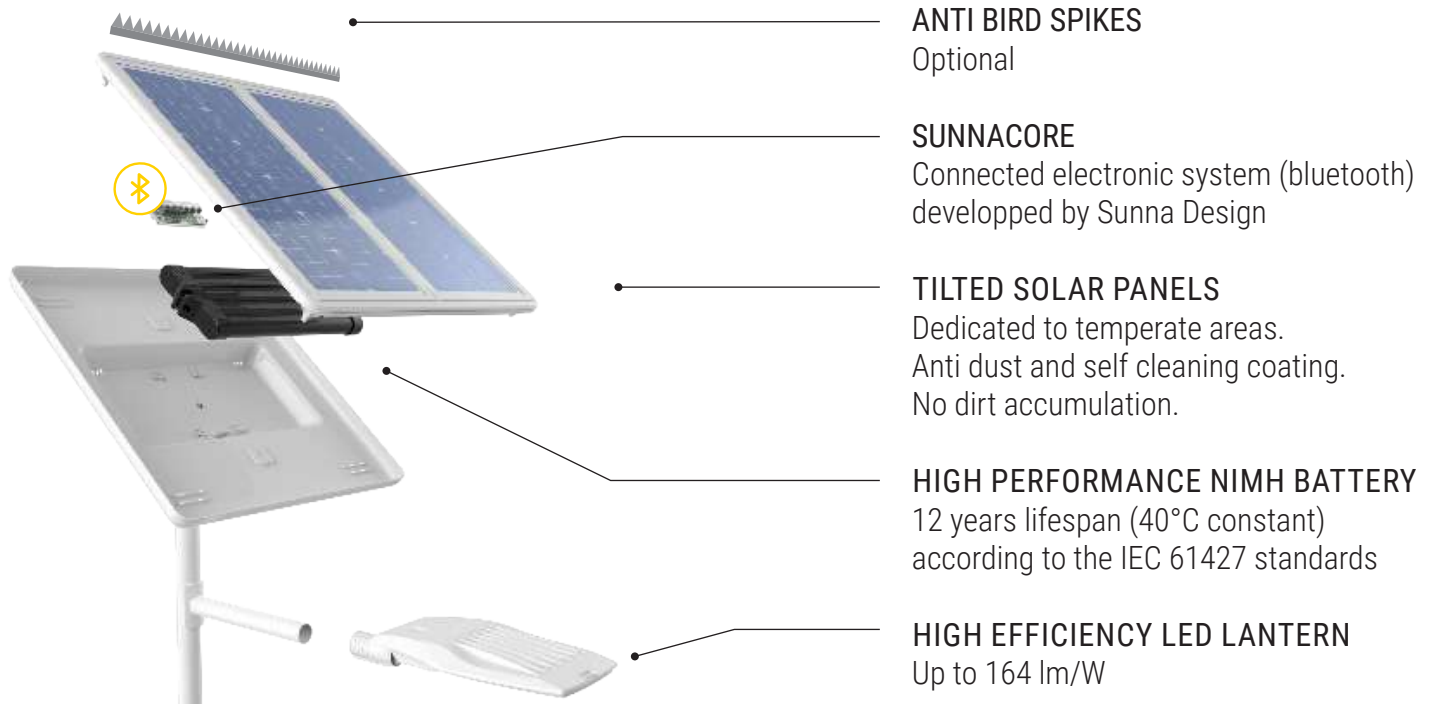 ANTI BIRD SPIKES
Optional
SUNNACORE
Connected electronic system (bluetooth)
developped by Sunna Design
TILTED SOLAR PANELS
Dedicated to temperate areas.
Anti dust and self cleaning coating.
No dirt accumulation.
HIGH PERFORMANCE NIMH BATTERY
12 years lifespan (40°C constant)
according to the IEC 61427 standards
HIGH EFFICIENCY LED LANTERN
Up to 164 lm/W